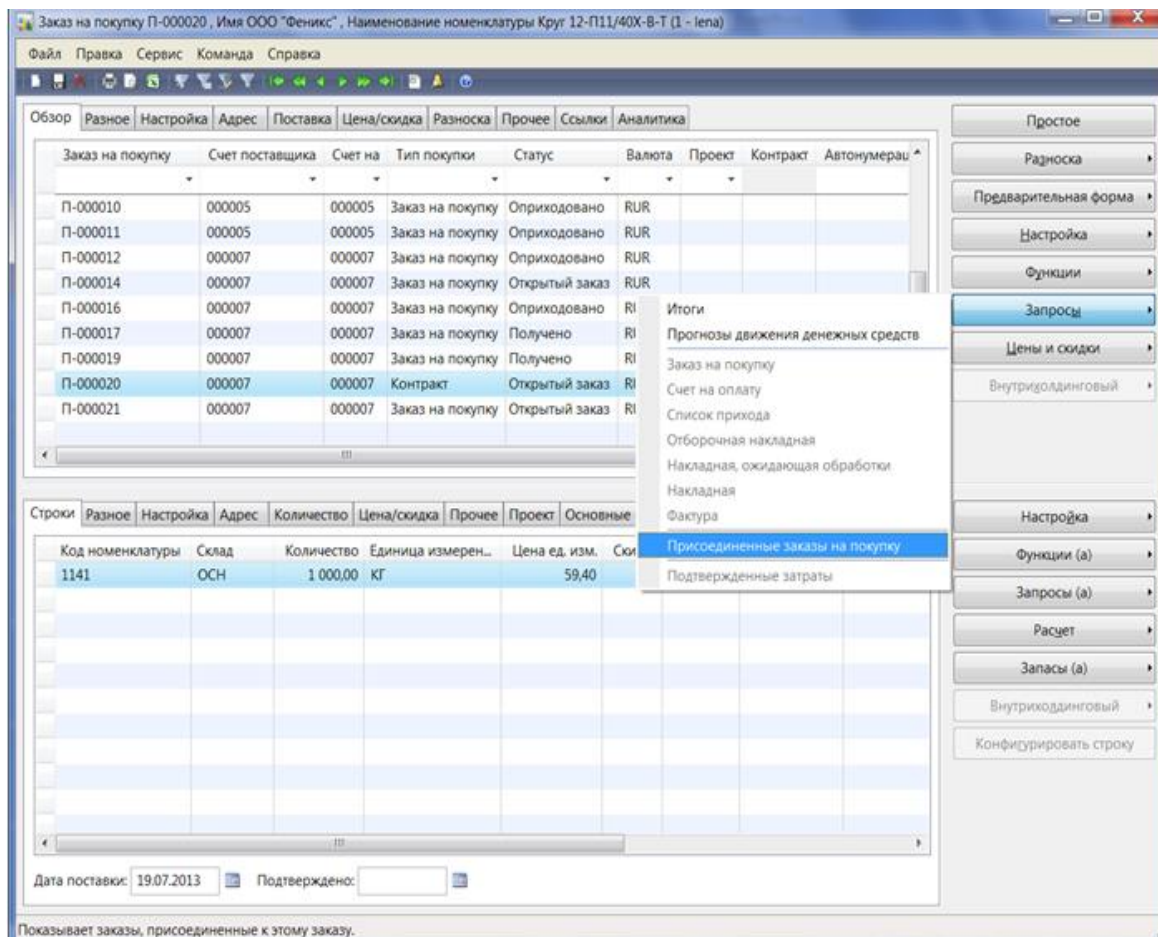 Заказ на покупку П-000020 , Имя ООО "Феникс" , Наименование номенклатуры Круг 12-П11/40Х-В-Т (1 - lena)
Файл Правка Сервис Команда Справка
Обзор Разное Настройка Адрес Поставка Цена/скидка Разноска Прочее Ссылки Аналитика
Заказ на покупку Счет поставщика Счет на Тип покупки Статус Валюта Проект Контракт Автонумерац
П-000010 000005 000005 Заказ на покупку Оприходовано RUR
П-000011 000005 000005 Заказ на покупку Оприходовано RUR
П-000012 000007 000007 Заказ на покупку Оприходовано RUR
П-000014 000007 000007 Заказ на покупку Открытый заказ RUR
П-000016 000007 000007 Заказ на покупку Оприходовано
П-000017 000007 000007 Заказ на покупку Получено
П-000019 000007 000007 Заказ на покупку Получено
П-000020 000007 000007 Контракт Открытый заказ
П-000021 000007 000007 Заказ на покупку Открытый заказ
Итоги
Прогнозы движения денежных средств
Заказ на покупку
Счет на оплату
Список прихода
Отборочная накладная
Накладная, ожидающая обработки
Накладная
Фактура
Присоединенные заказы на покупку
Подтвержденные затраты
Простое
Разноска
Предварительная форма
Настройка
Функции
Запросы
Цены и скидки
Внутрихолдинговый
Строки Разное Настройка Адрес Количество Цена/скидка Прочее Проект Основные
Код номенклатуры Склад Количество Единица измерен... Цена ед. изм. Ски
1141 ОСН 1 000,00 КГ 59,40
Настройка
Функции (а)
Запросы (а)
Расчет
Запасы (а)
Внутрихолдинговый
Конфигурировать строку
Дата поставки: 19.07.2013 Подтверждено:
Показывает заказы, присоединенные к этому заказу.